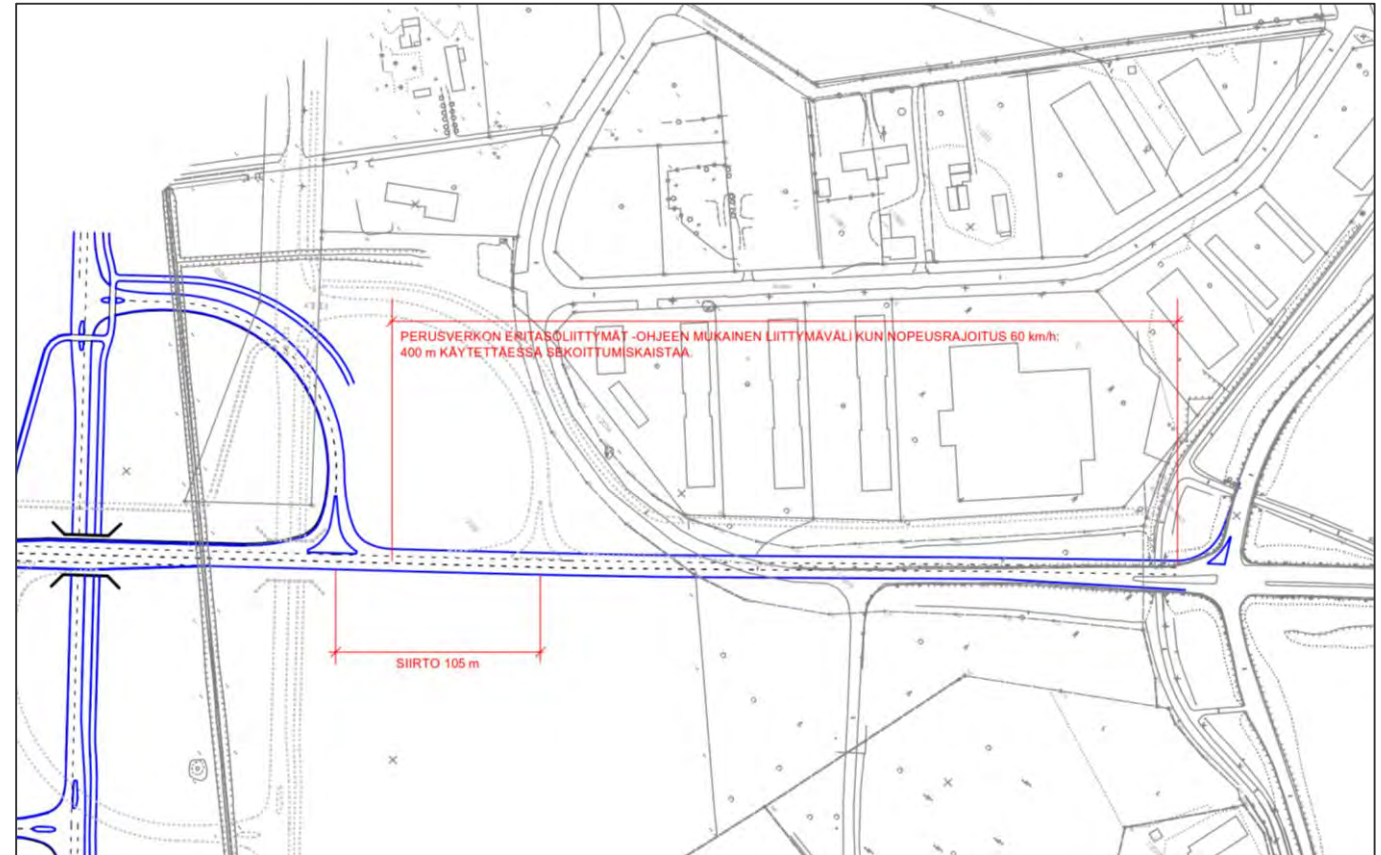 PERUSVERKON ERITASOLIITTYMÄT -OHJEEN MUKAINEN LIITTYMÄVÄLI KUN NOPEUSRAJOITUS 60 km/h:
400 m KÄYTETTÄESSÄ SEKOITTUMISKAISTAA.
SIIRTO 105 m